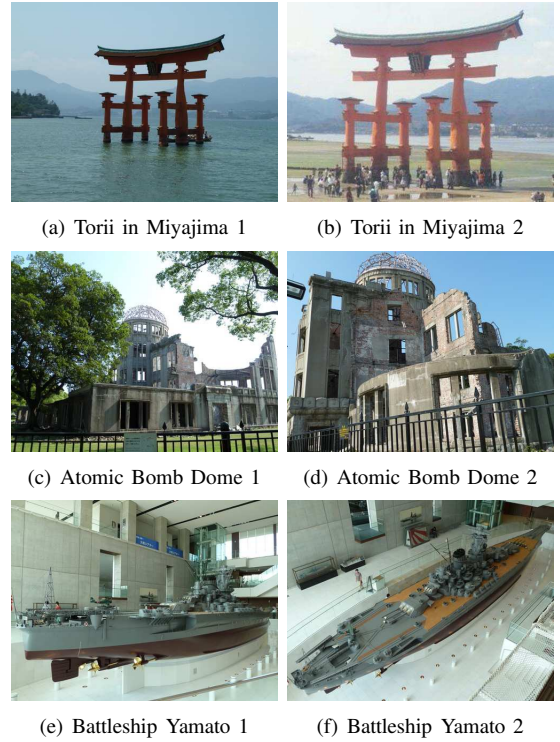 (a) Torii in Miyajima 1
(b) Torii in Miyajima 2
(c) Atomic Bomb Dome 1
(d) Atomic Bomb Dome 2
(e) Battleship Yamato 1
(f) Battleship Yamato 2